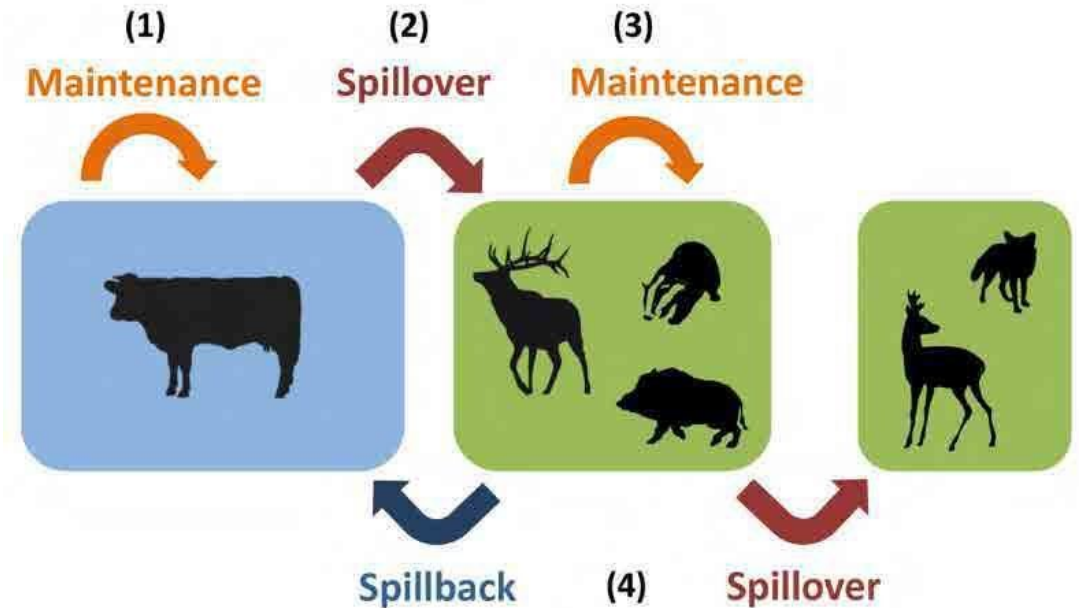 (1) (2) (3)
Maintenance Spillover Maintenance
Spillback (4) Spillover